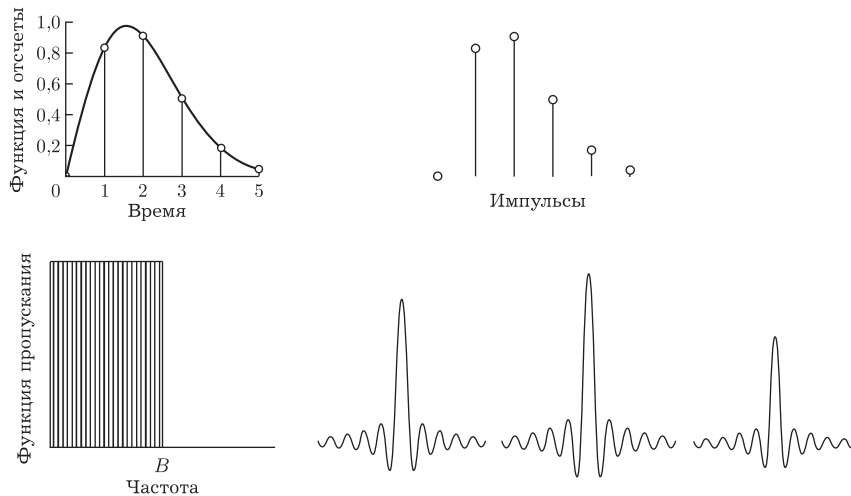 Функция и отсчеты
1,0
0,8
0,6
0,4
0,2
0 1 2 3 4 5
Время
Импульсы
Функция пропускания
B
Частота